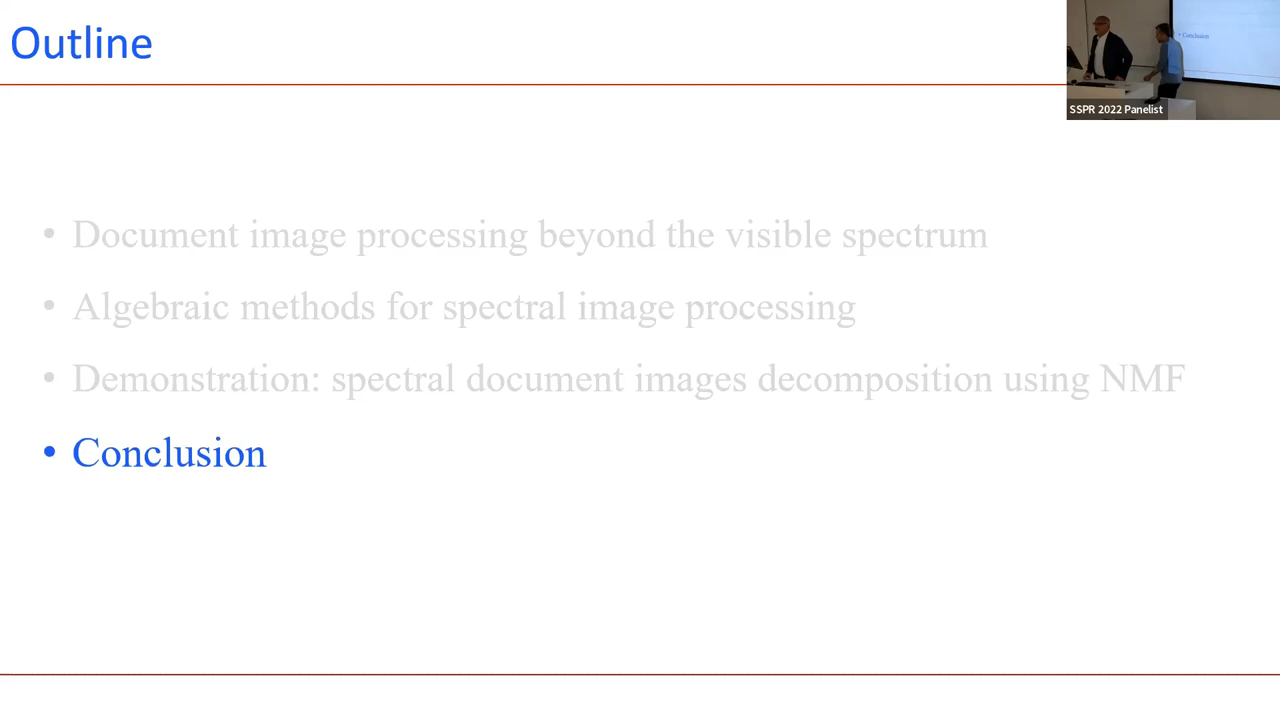 Outline
• Conclusion
SSPR 2022 Panelist
• Document image processing beyond the visible spectrum
• Algebraic methods for spectral image processing
• Demonstration: spectral document images decomposition using NMF
• Conclusion